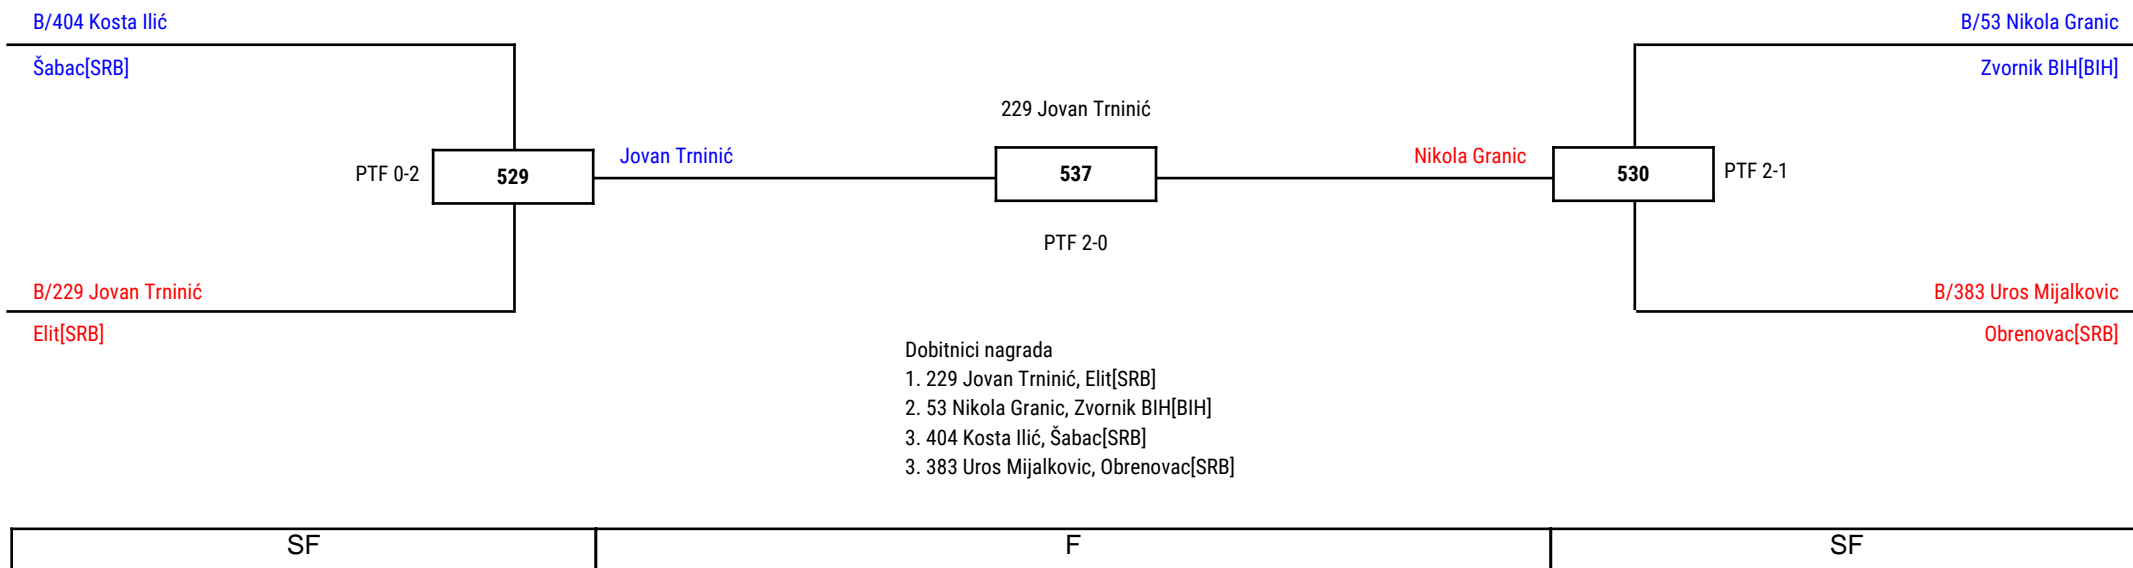 B/404 Kosta Ilić
Šabac[SRB]
B/53 Nikola Granic
Zvornik BIH[BIH]
229 Jovan Trninić
PTF 0-2
529
Jovan Trninić
537
Nikola Granic
530
PTF 2-1
PTF 2-0
B/229 Jovan Trninić
Elit[SRB]
B/383 Uros Mijalkovic
Obrenovac[SRB]
Dobitnici nagrada
1. 229 Jovan Trninić, Elit[SRB]
2. 53 Nikola Granic, Zvornik BIH[BIH]
3. 404 Kosta Ilić, Šabac[SRB]
3. 383 Uros Mijalkovic, Obrenovac[SRB]
SF
F
SF